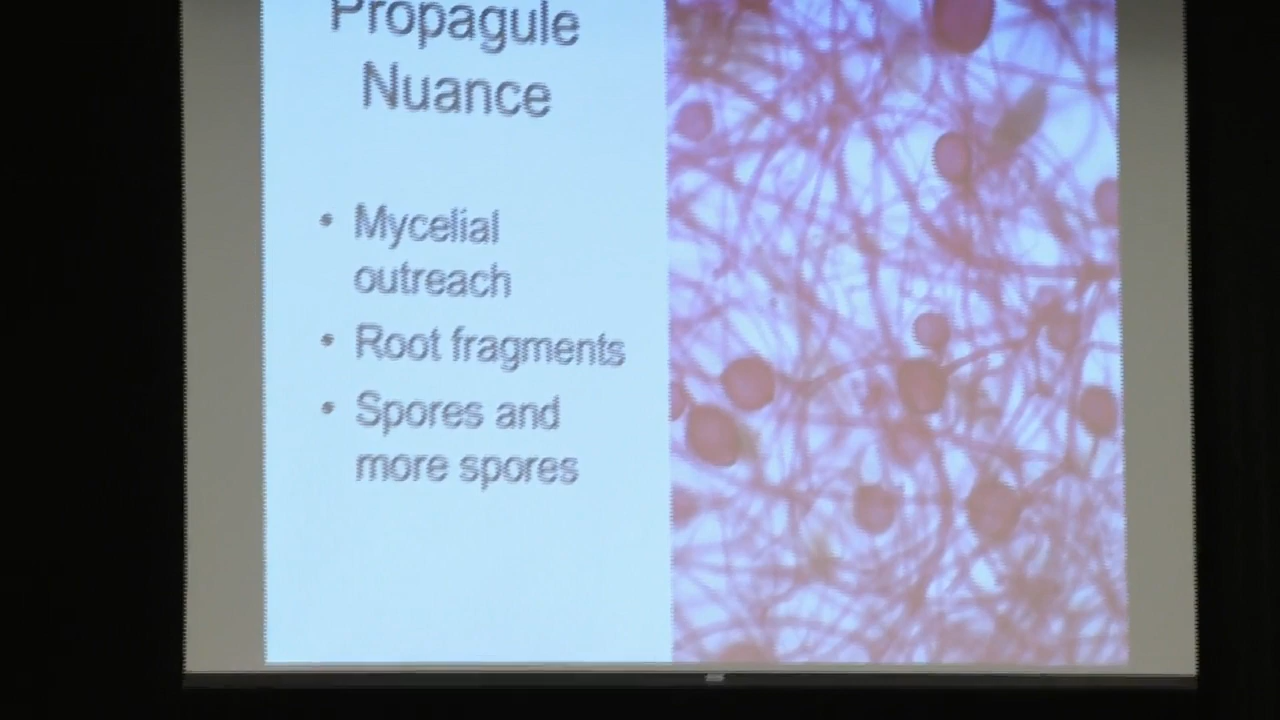 Propagule
Nuance
• Mycelial
outreach
• Root fragments
• Spores and
more spores